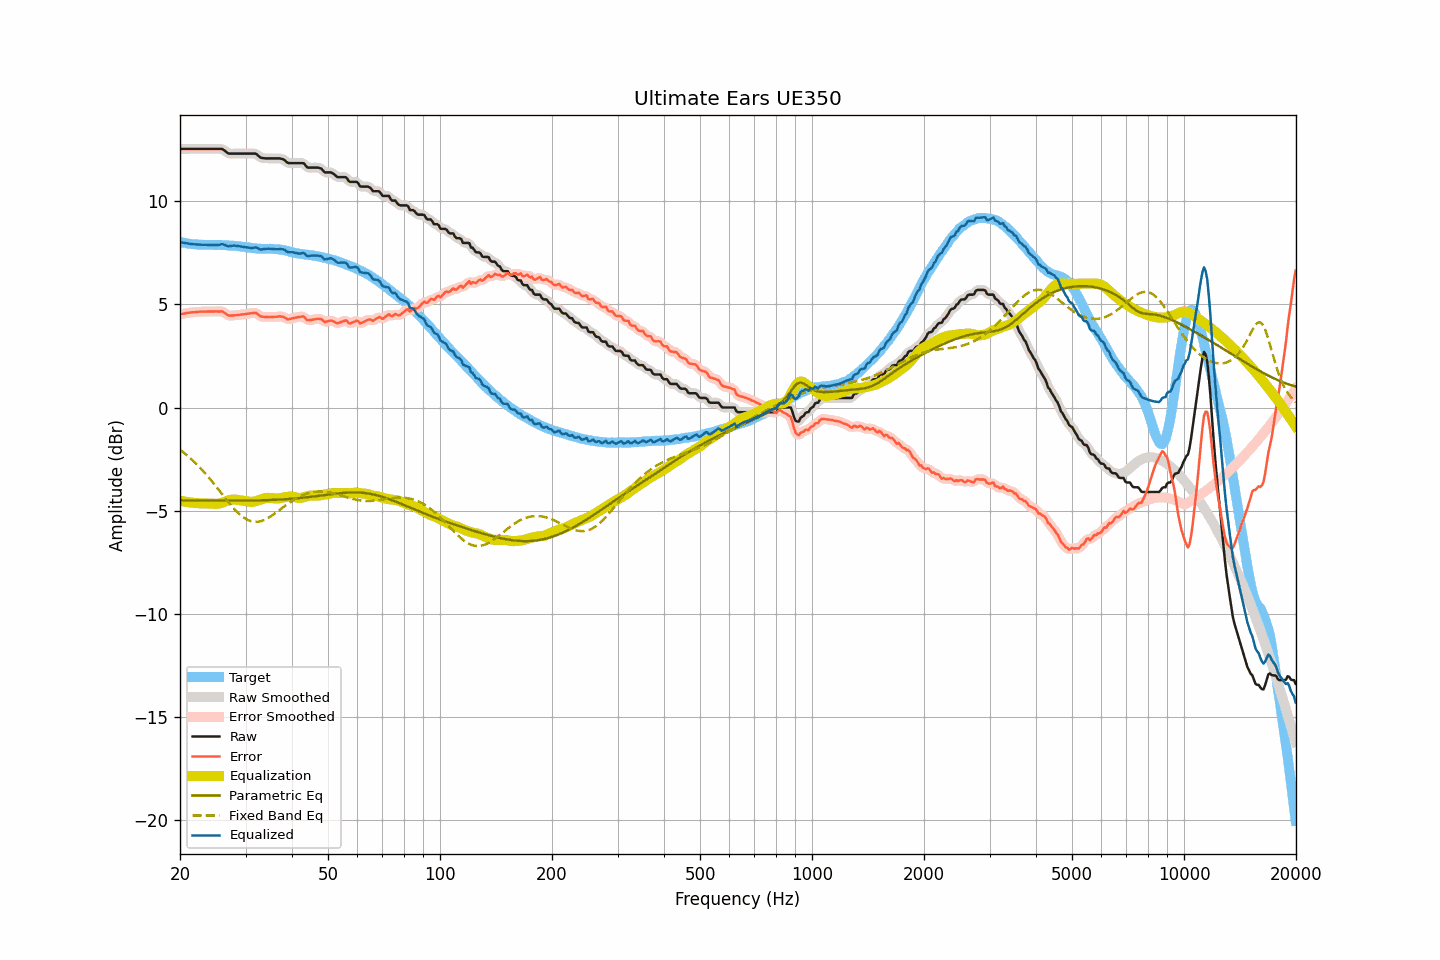 Ultimate Ears UE350
Amplitude (dBr)
10
5
0
−5
−10
−15
−20
Target
Raw Smoothed
Error Smoothed
Raw
Error
Equalization
Parametric Eq
Fixed Band Eq
Equalized
20 50 100 200 500 1000 2000 5000 10000 20000
Frequency (Hz)